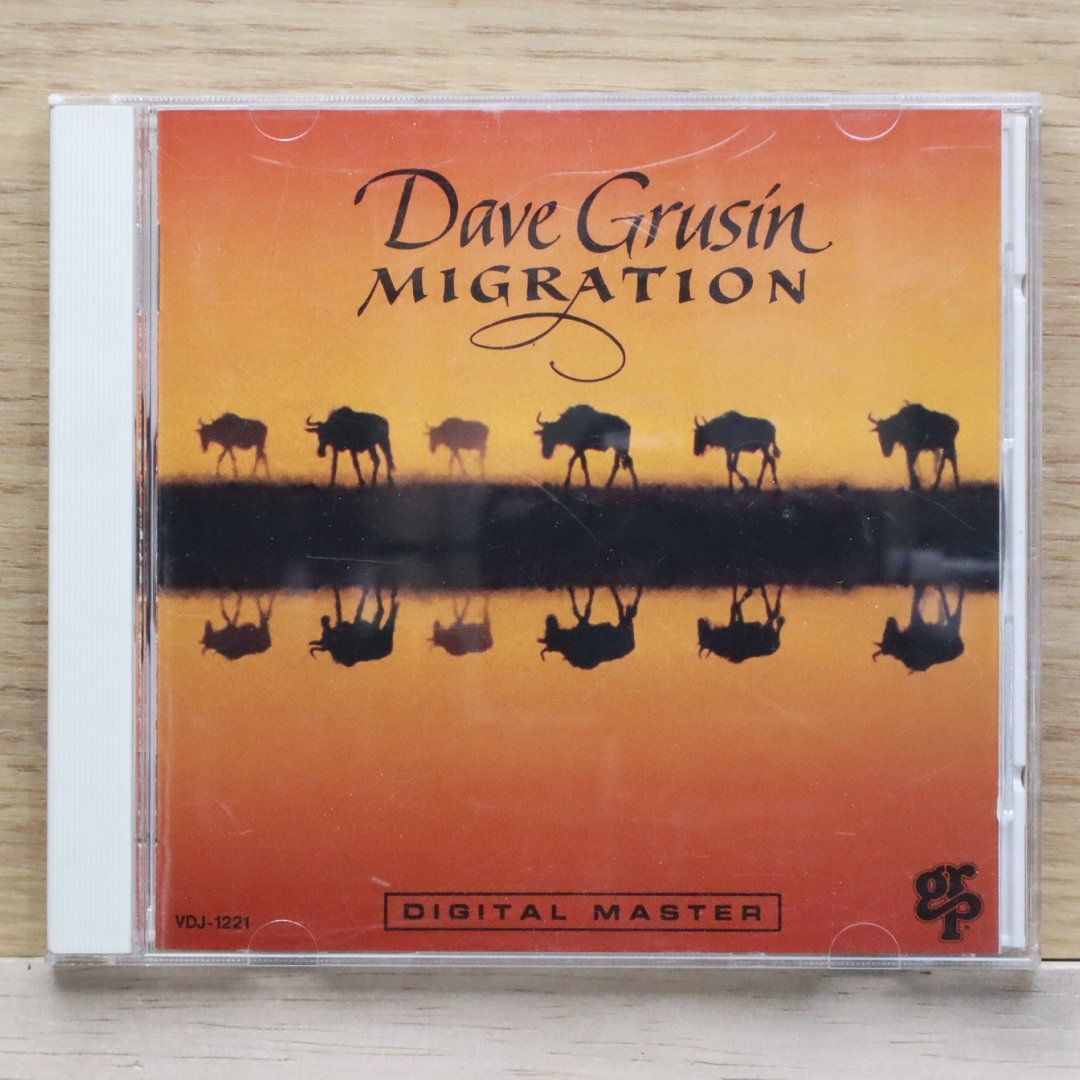 Dave Grusin
MIGRATION
VDJ-1221
DIGITAL MASTER
grp